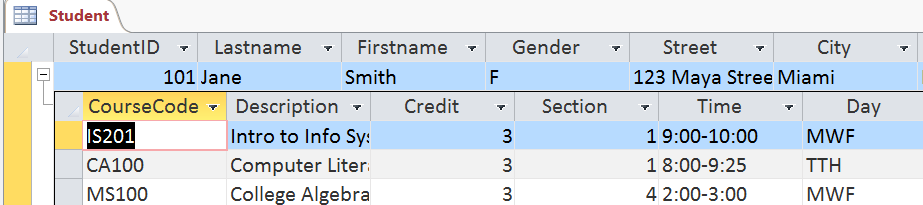 Student
StudentID Lastname Firstname Gender Street City
101 Jane Smith F 123 Maya Stree Miami
CourseCode Description Credit Section Time Day
IS201 Intro to Info Sys 3 1 9:00-10:00 MWF
CA100 Computer Litera 3 1 8:00-9:25 TTH
MS100 College Algebra 3 4 2:00-3:00 MWF